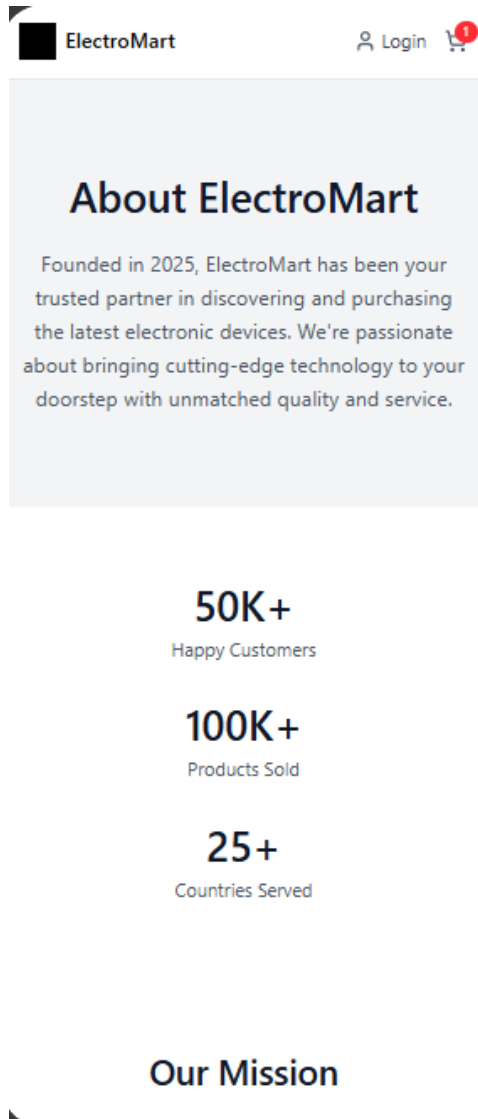 ElectroMart
Login
1
About ElectroMart
Founded in 2025, ElectroMart has been your
trusted partner in discovering and purchasing
the latest electronic devices. We're passionate
about bringing cutting-edge technology to your
doorstep with unmatched quality and service.
50K+
Happy Customers
100K+
Products Sold
25+
Countries Served
Our Mission